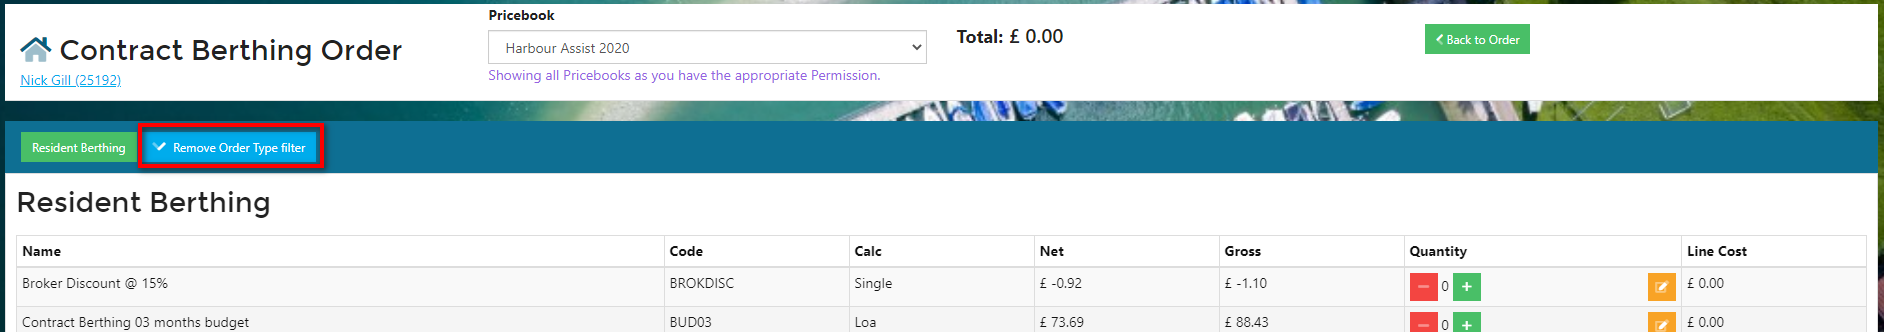 Contract Berthing Order
Nick Gill (25192)
Pricebook
Harbour Assist 2020
Showing all Pricebooks as you have the appropriate Permission.
Total: £ 0.00
Back to Order
Resident Berthing
Remove Order Type filter
Resident Berthing
Name Code Calc Net Gross Quantity Line Cost
Broker Discount @ 15% BROKDISC Single £ -0.92 £ -1.10 0 £ 0.00
Contract Berthing 03 months budget BUD03 Loa £ 73.69 £ 88.43 0 £ 0.00